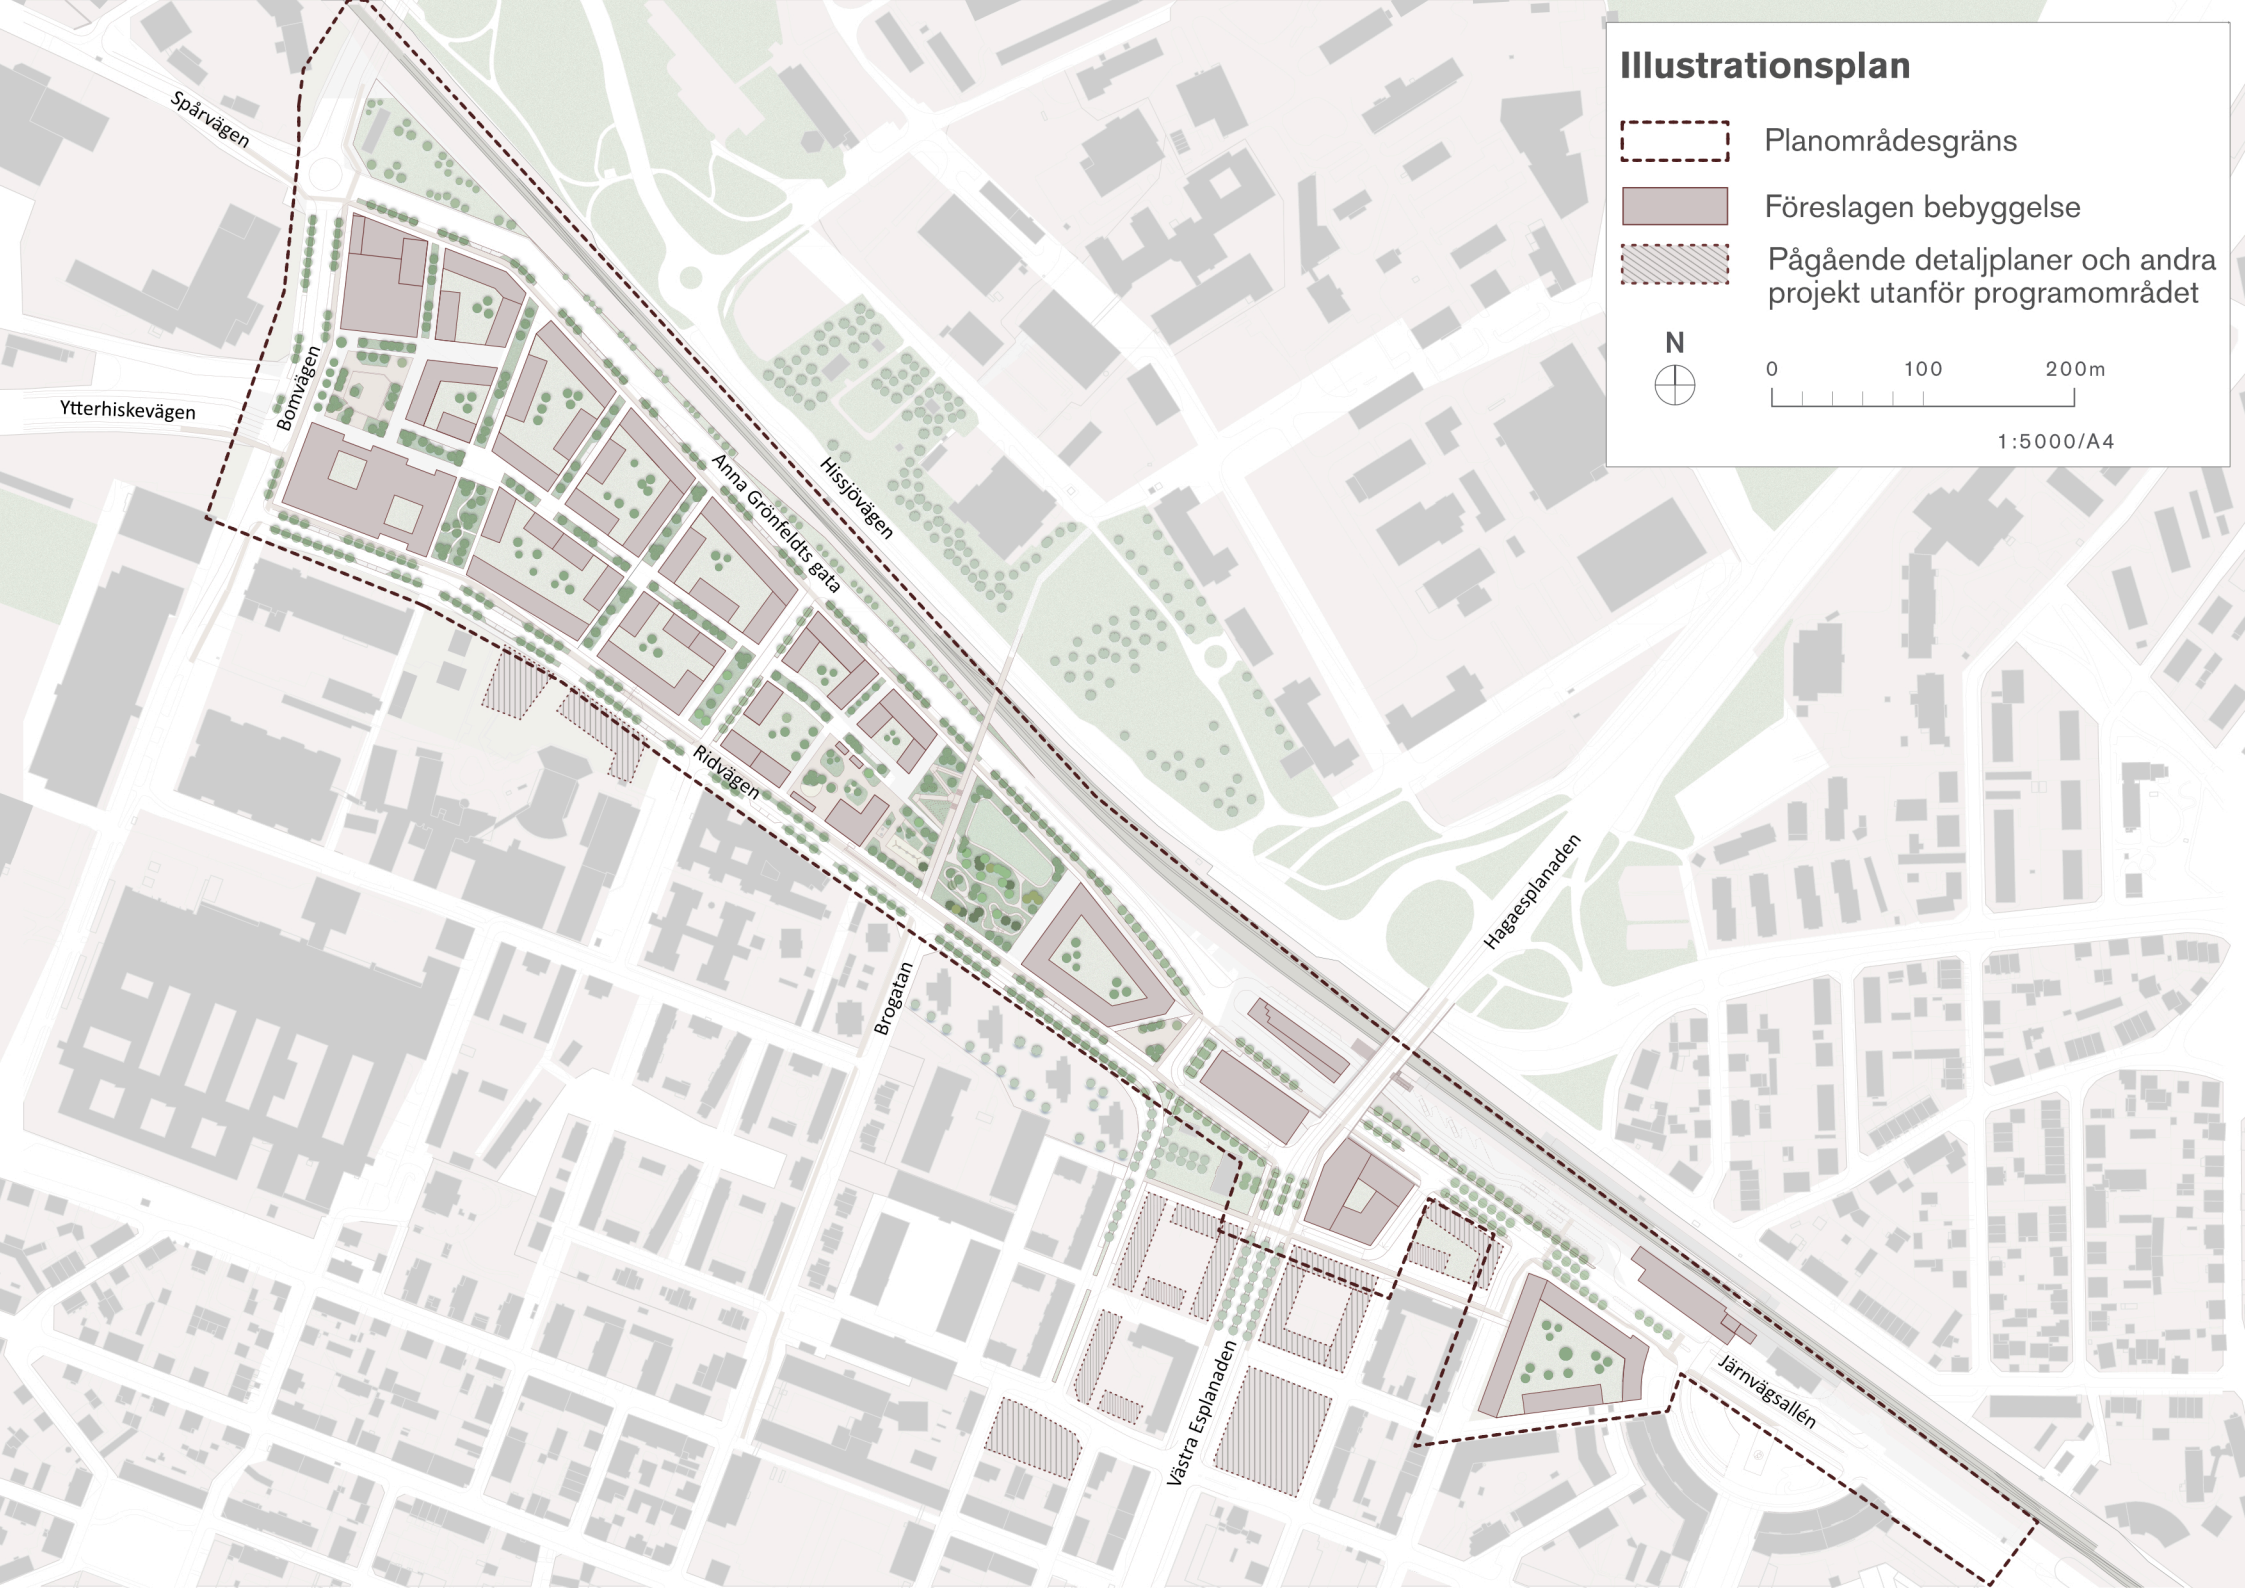 Illustrationsplan
Planområdesgräns
Föreslagen bebyggelse
Pågående detaljplaner och andra
projekt utanför programområdet
N
0 100 200m
1:5000/A4
Spårvägen
Ytterhiskevägen
Bomvägen
Hissjövägen
Anna Grönfeldts gata
Ridvägen
Brogatan
Hagaesplanaden
Västra Esplanaden
Järnvägsallén